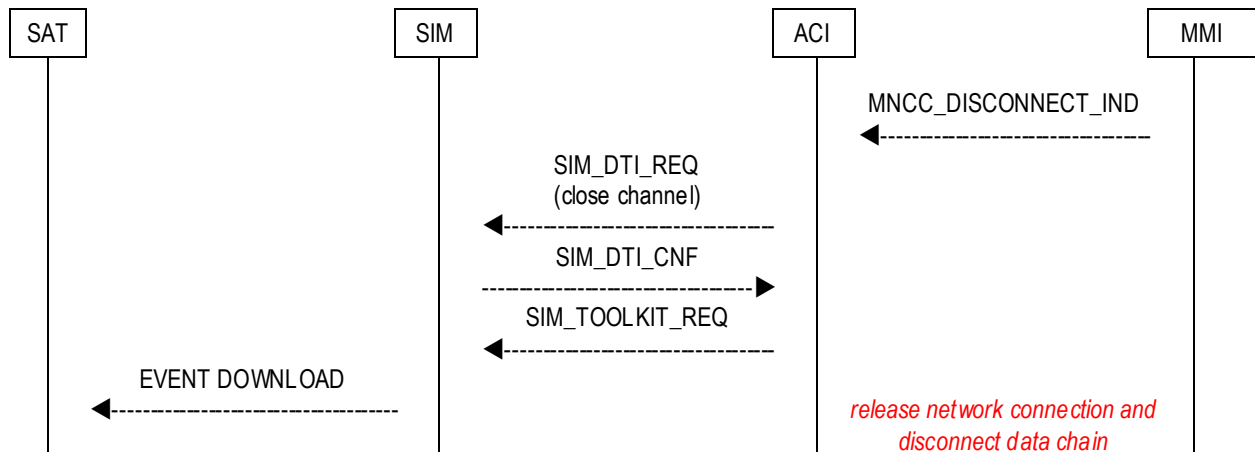 SAT
SIM
ACI
MMI
MNCC_DISCONNECT_IND
SIM_DTI_REQ
(close channel)
SIM_DTI_CNF
SIM_TOOLKIT_REQ
EVENT DOWNLOAD
release network connection and
disconnect data chain